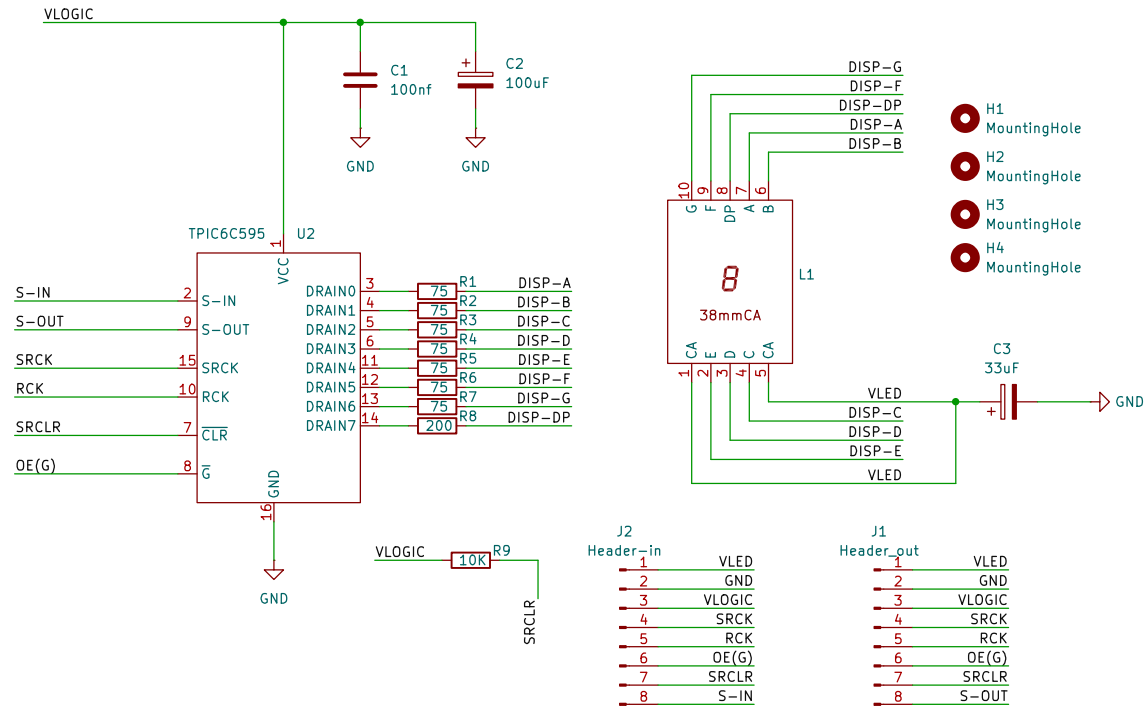 VLOGIC
C1
100nf
+
C2
100uF
GND
GND
TPIC6C595
U2
1
VCC
S-IN
2
S-IN
S-OUT
9
S-OUT
SRCK
15
SRCK
RCK
10
RCK
SRCLR
7
CLR
OE(G)
8
G
DRAIN0
3
75
R1
DISP-A
DRAIN1
4
75
R2
DISP-B
DRAIN2
5
75
R3
DISP-C
DRAIN3
6
75
R4
DISP-D
DRAIN4
11
75
R5
DISP-E
DRAIN5
12
75
R6
DISP-F
DRAIN6
13
75
R7
DISP-G
DRAIN7
14
200
R8
DISP-DP
GND
16
GND
VLOGIC
10K
R9
SRCLR
DISP-G
DISP-F
DISP-DP
DISP-A
DISP-B
10
9
8
7
6
G
F
DP
A
B
8
L1
38mmCA
CA
E
D
C
CA
1
2
3
4
5
VLED
DISP-C
DISP-D
DISP-E
VLED
C3
33uF
+
GND
H1
MountingHole
H2
MountingHole
H3
MountingHole
H4
MountingHole
J2
Header-in
1
VLED
2
GND
3
VLOGIC
4
SRCK
5
RCK
6
OE(G)
7
SRCLR
8
S-IN
J1
Header_out
1
VLED
2
GND
3
VLOGIC
4
SRCK
5
RCK
6
OE(G)
7
SRCLR
8
S-OUT